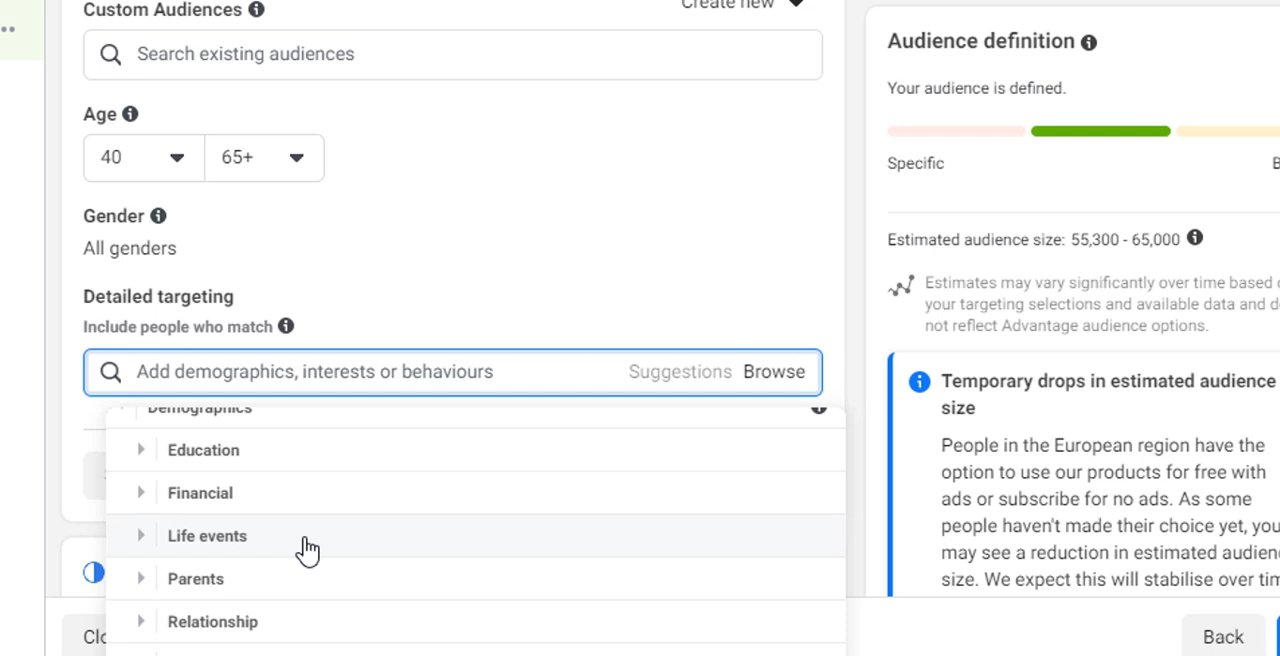 Custom Audiences
Create new
Search existing audiences
Age
40
65+
Gender
All genders
Detailed targeting
Include people who match
Add demographics, interests or behaviours
Suggestions
Browse
Demographics
Education
Financial
Life events
Parents
Relationship
Clo
Back
Audience definition
Your audience is defined.
Specific
B
Estimated audience size: 55,300 - 65,000
Estimates may vary significantly over time based
your targeting selections and available data and d
not reflect Advantage audience options.
Temporary drops in estimated audience
size
People in the European region have the
option to use our products for free with
ads or subscribe for no ads. As some
people haven't made their choice yet, you
may see a reduction in estimated audien
size. We expect this will stabilise over tim